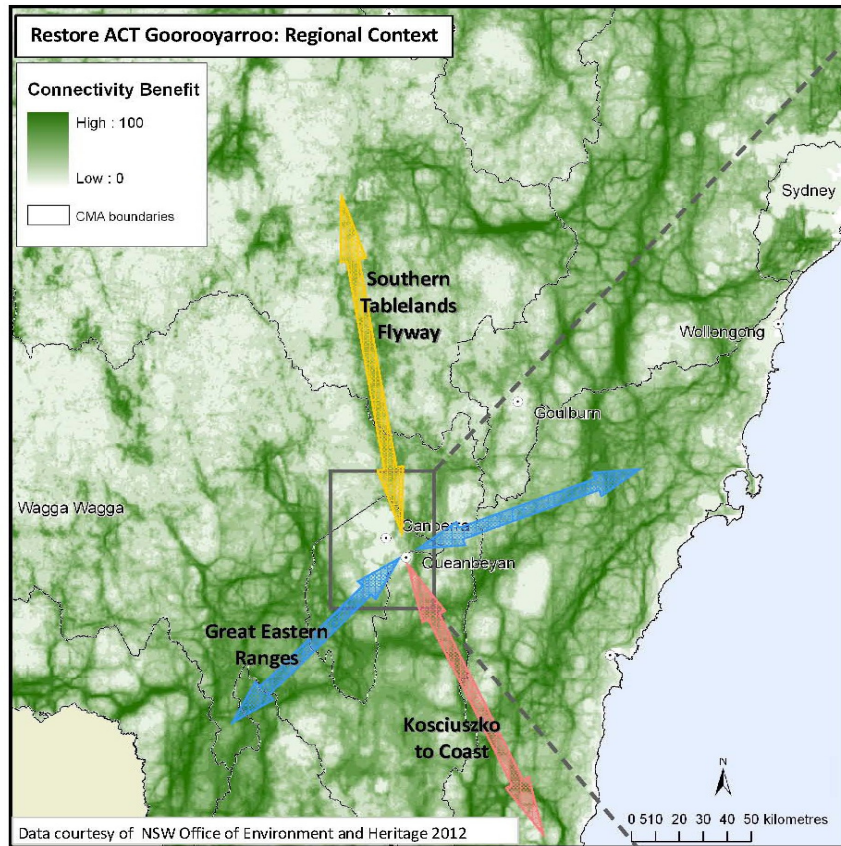 Restore ACT Goorooyarroo: Regional Context
Connectivity Benefit
High : 100
Low : 0
CMA boundaries
Sydney
Southern
Tablelands
Flyway
Wollongong
Goulburn
Wagga Wagga
Canberra
Queanbeyan
Great Eastern
Ranges
Kosciuszko
to Coast
N
0 510 20 30 40 50 kilometres
Data courtesy of NSW Office of Environment and Heritage 2012